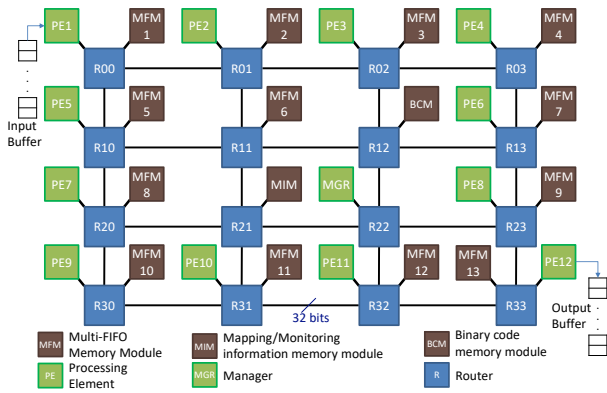 PE1
MFM
1
PE2
MFM
2
PE3
MFM
3
PE4
MFM
4
R00
R01
R02
R03
Input
Buffer
PE5
MFM
5
MFM
6
BCM
PE6
MFM
7
R10
R11
R12
R13
PE7
MFM
8
MIM
MGR
PE8
MFM
9
R20
R21
R22
R23
PE9
MFM
10
PE10
MFM
11
PE11
MFM
12
MFM
13
PE12
R30
R31
32 bits
R32
R33
Output
Buffer
MFM
Multi-FIFO
Memory Module
MIM
Mapping/Monitoring
information memory module
BCM
Binary code
memory module
PE
Processing
Element
MGR
Manager
R
Router